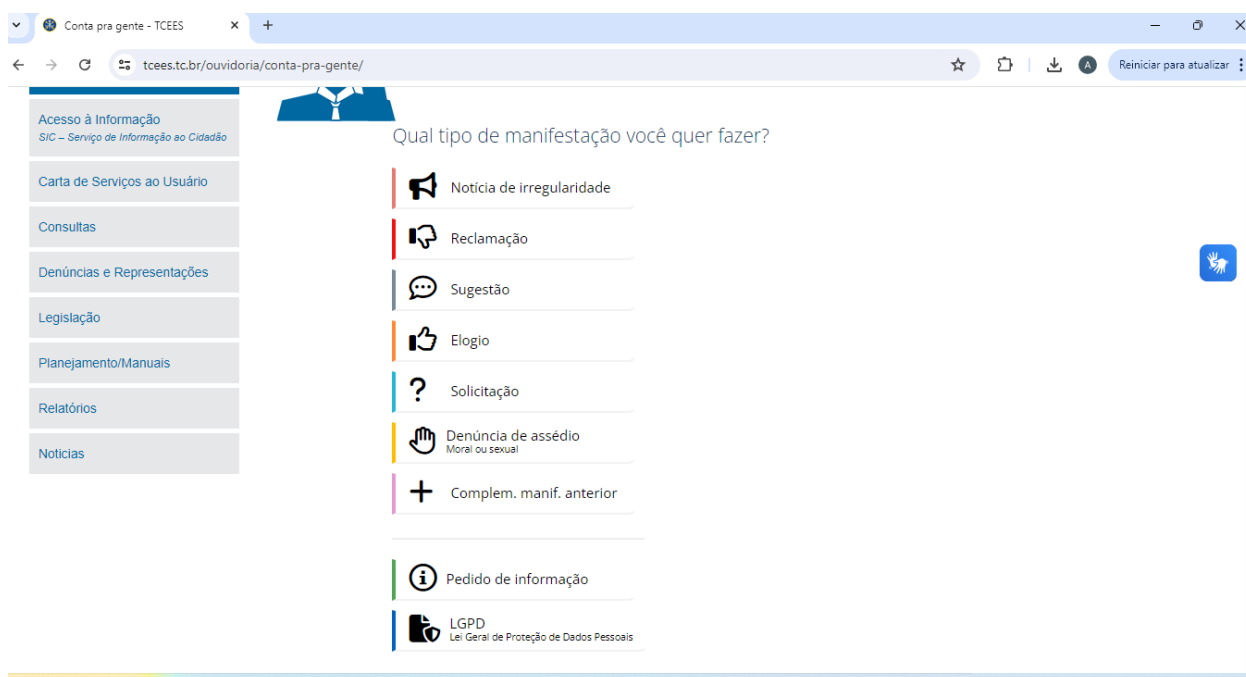 Conta pra gente - TCEES
tcees.tc.br/ouvidoria/conta-pra-gente/
A
Reiniciar para atualizar
Acesso à Informação
SIC – Serviço de Informação ao Cidadão
Carta de Serviços ao Usuário
Consultas
Denúncias e Representações
Legislação
Planejamento/Manuais
Relatórios
Noticias
Qual tipo de manifestação você quer fazer?
Notícia de irregularidade
Reclamação
Sugestão
Elogio
Solicitação
Denúncia de assédio
Moral ou sexual
Complem. manif. anterior
Pedido de informação
LGPD
Lei Geral de Proteção de Dados Pessoais